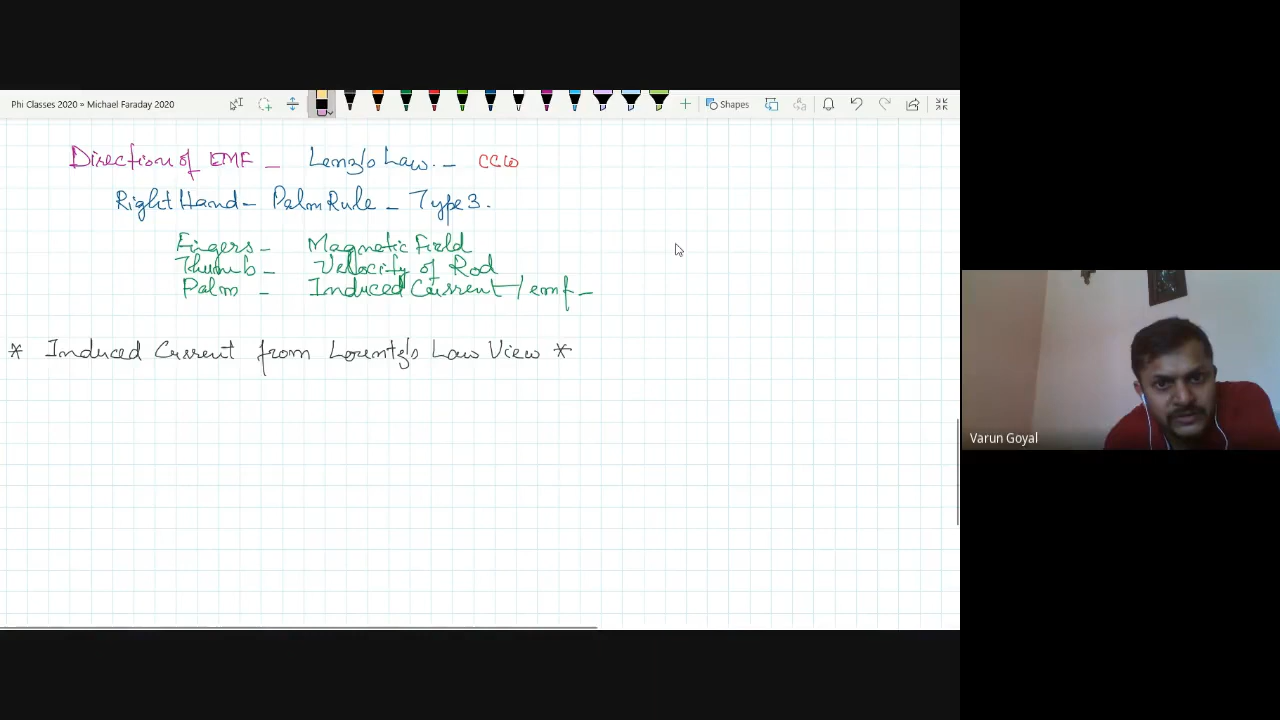 Phi Classes 2020 » Michael Faraday 2020
Shapes
Direction of EMF - Lenz's Law. - CCW
Right Hand - Palm Rule - Type 3.
Fingers - Magnetic Field
Thumb - Velocity of Rod
Palm - Induced Current / emf -
* Induced Current from Lorentz's Law View *
Varun Goyal